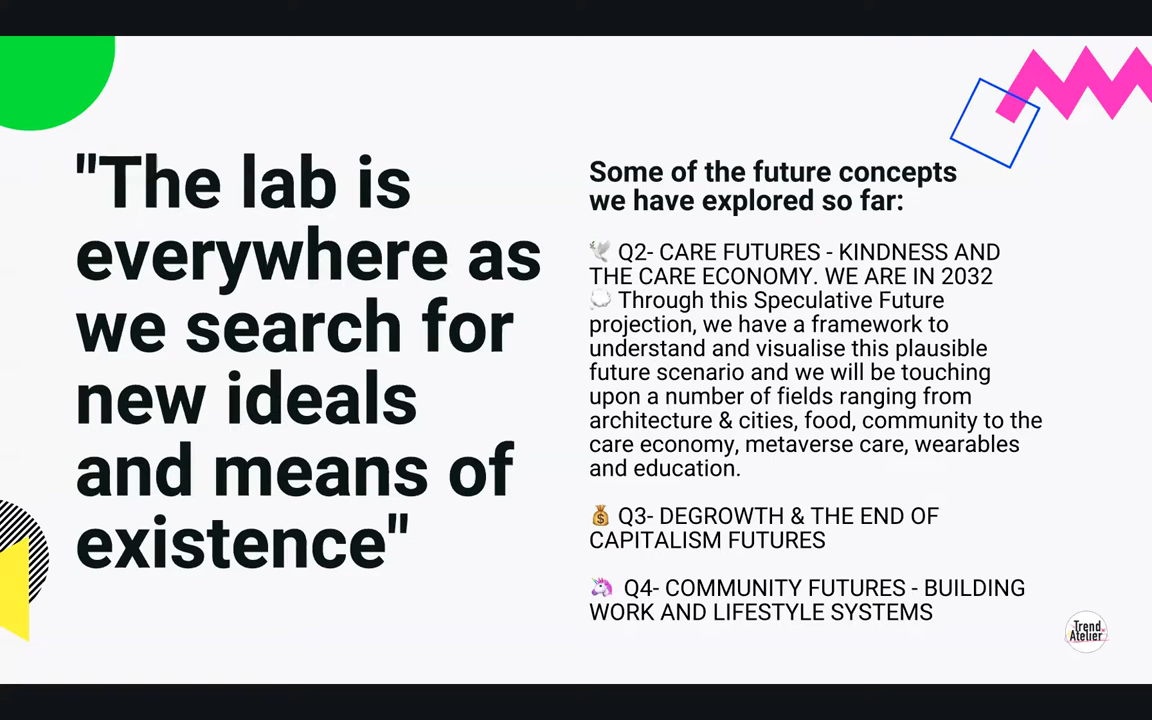 "The lab is
everywhere as
we search for
new ideals
and means of
existence"
Some of the future concepts
we have explored so far:
🕊 Q2- CARE FUTURES - KINDNESS AND
THE CARE ECONOMY. WE ARE IN 2032
💭 Through this Speculative Future
projection, we have a framework to
understand and visualise this plausible
future scenario and we will be touching
upon a number of fields ranging from
architecture & cities, food, community to the
care economy, metaverse care, wearables
and education.
💰 Q3- DEGROWTH & THE END OF
CAPITALISM FUTURES
🦄 Q4- COMMUNITY FUTURES - BUILDING
WORK AND LIFESTYLE SYSTEMS
Trend
Atelier